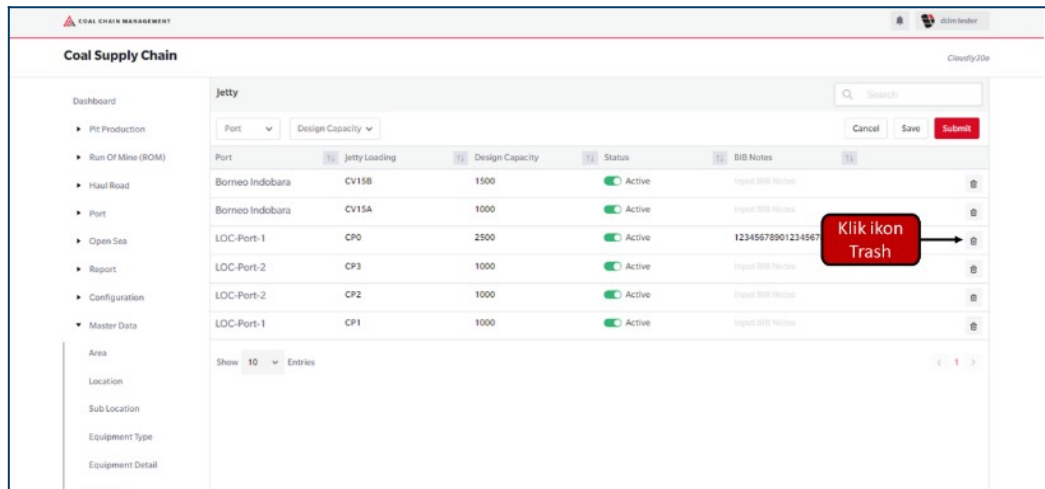 COAL CHAIN MANAGEMENT
ddm tester
Coal Supply Chain
Cloudly30e
Dashboard
Pit Production
Run Of Mine (ROM)
Haul Road
Port
Open Sea
Report
Configuration
Master Data
Area
Location
Sub Location
Equipment Type
Equipment Detail
Jetty
Search
Port Design Capacity
Cancel Save Submit
Port Jetty Loading Design Capacity Status BIB Notes
Borneo Indobara CV15B 1500 Active Input BIB Notes
Borneo Indobara CV15A 1000 Active Input BIB Notes
LOC-Port-1 CP0 2500 Active
LOC-Port-2 CP3 1000 Active Input BIB Notes
LOC-Port-2 CP2 1000 Active Input BIB Notes
LOC-Port-1 CP1 1000 Active Input BIB Notes
Klik ikon
Trash
Show 10 Entries
1